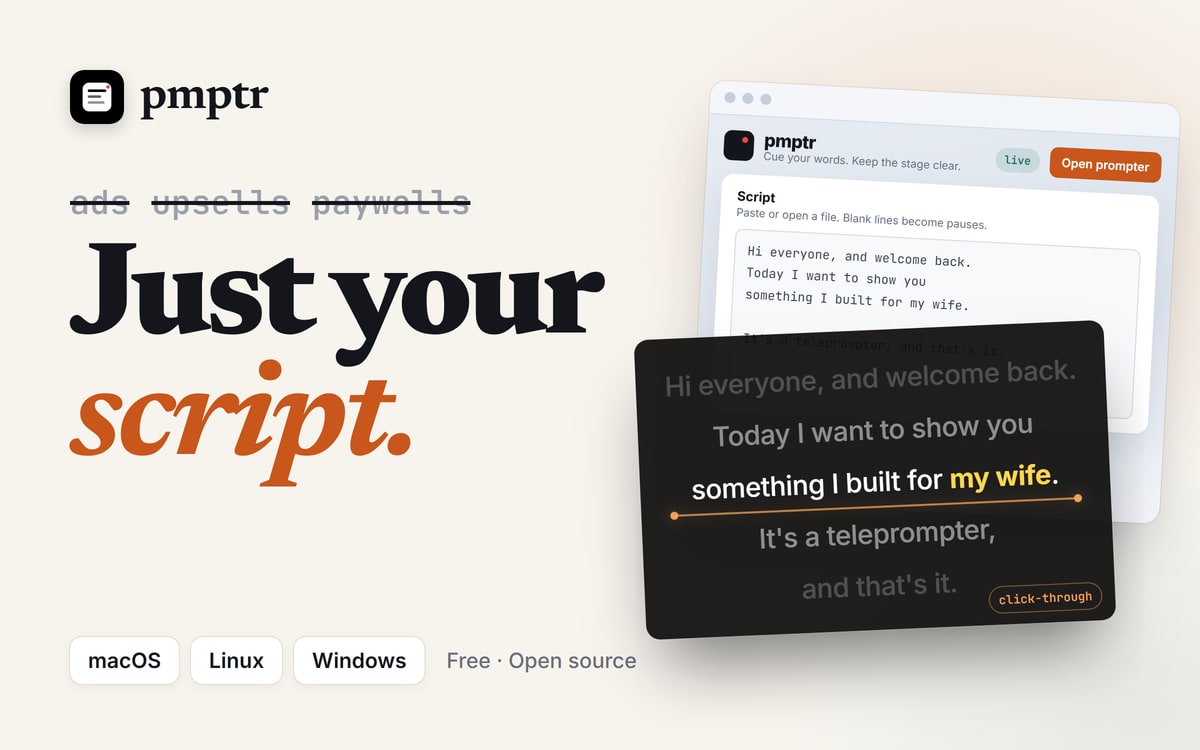 pmptr
ads upsells paywalls
Just your
script.
macOS Linux Windows Free · Open source
pmptr
Cue your words. Keep the stage clear.
live
Open prompter
Script
Paste or open a file. Blank lines become pauses.
Hi everyone, and welcome back.
Today I want to show you
something I built for my wife.
It's a teleprompter, and that's it.
Hi everyone, and welcome back.
Today I want to show you
something I built for my wife.
It's a teleprompter,
and that's it.
click-through